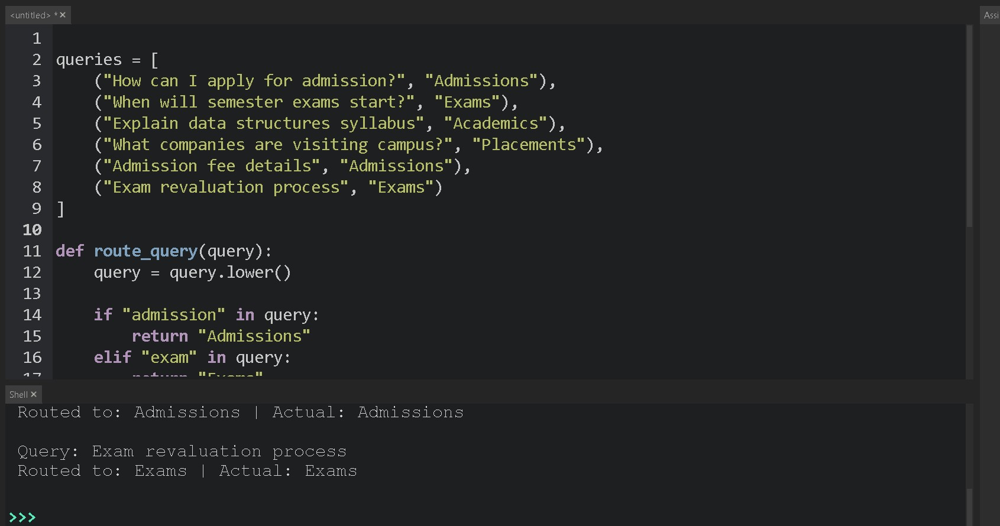 <untitled> * ×
Assi
1
2 queries = [
3     ("How can I apply for admission?", "Admissions"),
4     ("When will semester exams start?", "Exams"),
5     ("Explain data structures syllabus", "Academics"),
6     ("What companies are visiting campus?", "Placements"),
7     ("Admission fee details", "Admissions"),
8     ("Exam revaluation process", "Exams")
9 ]
10
11 def route_query(query):
12     query = query.lower()
13
14     if "admission" in query:
15         return "Admissions"
16     elif "exam" in query:
17         return "Exams"
Shell ×
Routed to: Admissions | Actual: Admissions
Query: Exam revaluation process
Routed to: Exams | Actual: Exams
>>>